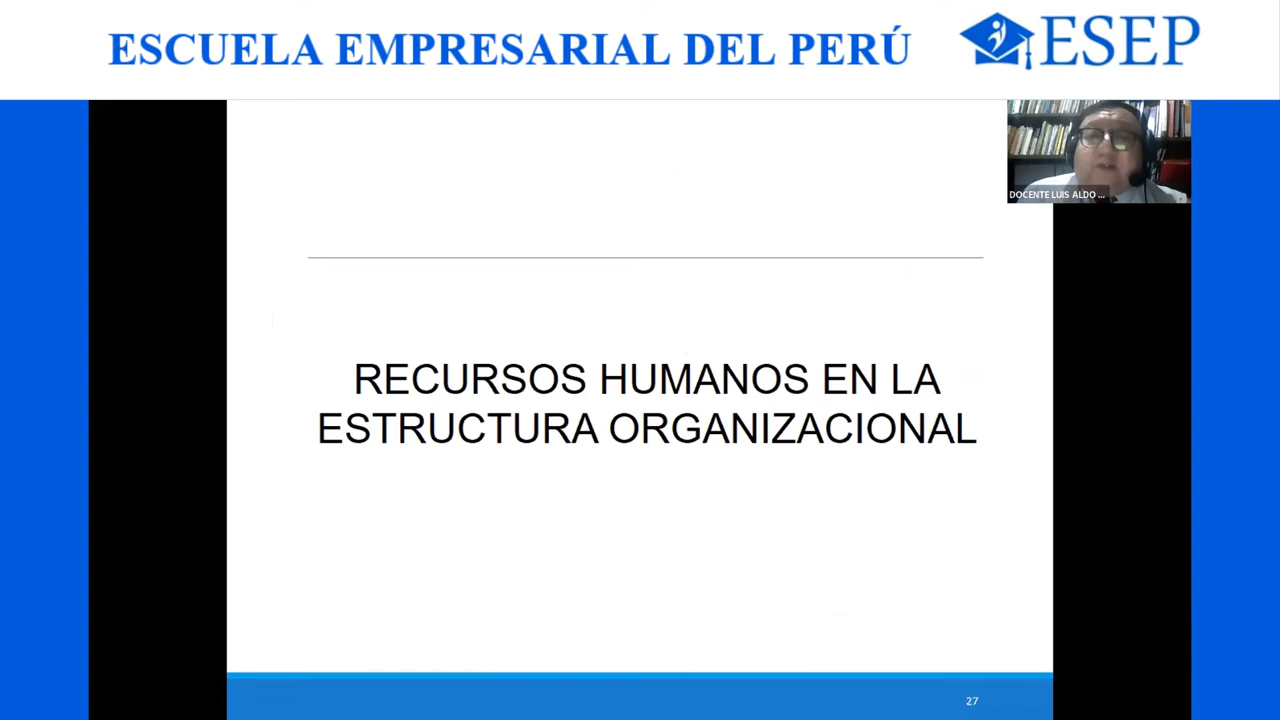 ESCUELA EMPRESARIAL DEL PERÚ
ESEP
DOCENTE LUIS ALDO ...
RECURSOS HUMANOS EN LA
ESTRUCTURA ORGANIZACIONAL
27